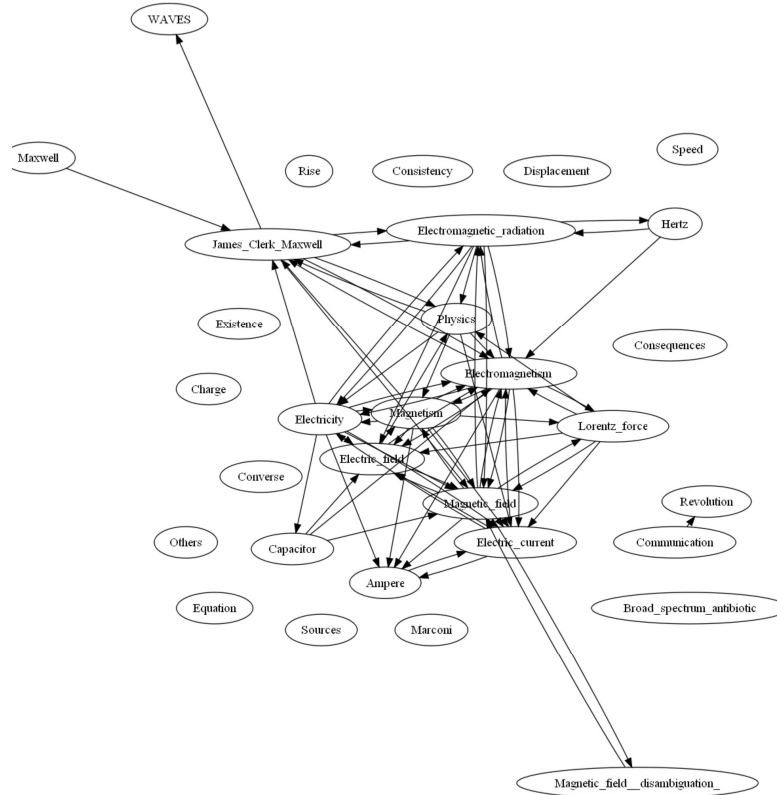 WAVES
Maxwell
Rise
Consistency
Displacement
Speed
James_Clerk_Maxwell
Electromagnetic_radiation
Hertz
Existence
Physics
Consequences
Electromagnetism
Charge
Electricity
Magnetism
Lorentz_force
Electric_field
Converse
Magnetic_field
Revolution
Others
Capacitor
Electric_current
Communication
Ampere
Equation
Sources
Marconi
Broad_spectrum_antibiotic
Magnetic_field__disambiguation_